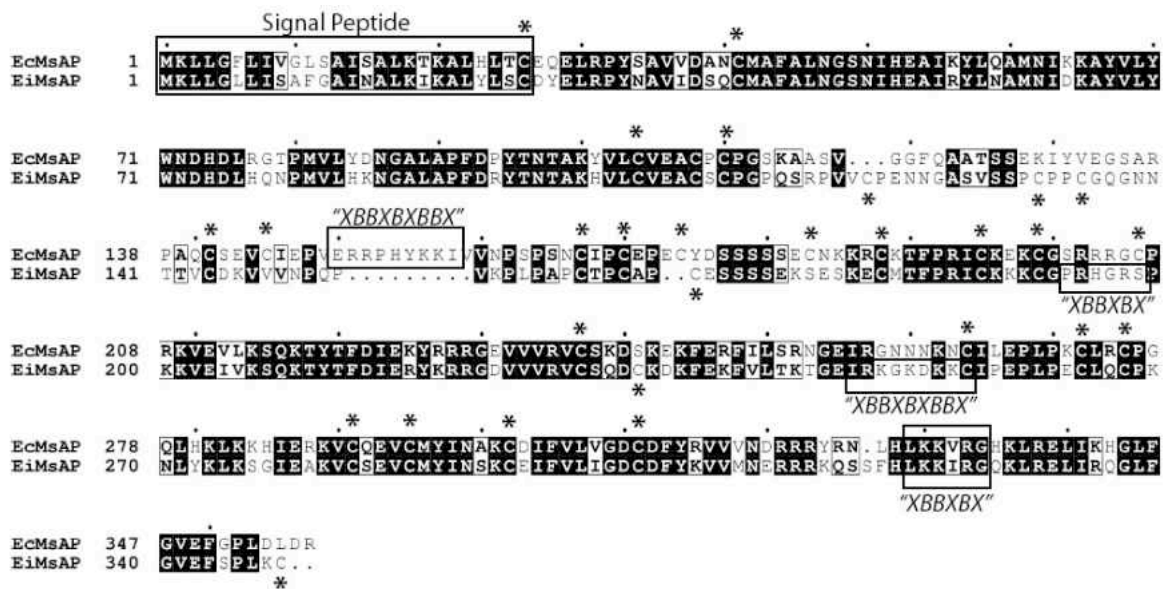 Signal Peptide
* *
EcMsAP 1 MKLLGFLIVGLSAISALKTKALHLTCEQELRPYSAVVDANCMAFALNGSNIHEAIKYLQAMNIKKAYVLY
EiMsAP 1 MKLLGLLISAFGAINALKIKALYLSCDYELRPYNAVIDSQCMAFALNGSNIHEAIRYLNAMNIDKAYVLY
* *
EcMsAP 71 WNDHDLRGTPMVLYDNGALAPFDPYTNTAKYVLCVEACPCPGSKAASV...GGFQAATSSEKIYVEGSAR
EiMsAP 71 WNDHDLHQNPMVLHKNGALAPFDRYTNTAKHVLCVEACSCPGPQSRPVVCPENNGASVSSPCPPCGQGNN
* * *
"XBBXBXBBX"
* * * * * * * * *
EcMsAP 138 PAQCSEVCIEPVERRPHYKKIVVNPSPSNCIPCEPECYDSSSSSECNKKRCKTFPRICKEKCGSRRRGCP
EiMsAP 141 TTVCDKVVVNPQP.........VKPLPAPCTPCAP..CESSSSSEKSESKECMTFPRICKKKCGPRHGRSP
*
"XBBXBX"
* * * *
EcMsAP 208 RKVEVLKSQKTYTFDIEKYRRRGEVVVRVCSKDSKEKFERFILSRNGEIRGNNNKNCILEPLPKCLRCPG
EiMsAP 200 KKVEIVKSQKTYTFDIERYKRRGDVVVRVCSQDCKDKFEKFVLTKTGEIRKGKDKKCIPEPLPECLQCPK
*
"XBBXBXBBX"
* * * *
EcMsAP 278 QLHKLKKHIERKVCQEVCMYINAKCDIFVLVGDCDFYRVVVNDRRRYRN.LHLKKVRGHKLRELIKHGLF
EiMsAP 270 NLYKLKSGIEAKVCSEVCMYINSKCEIFVLIGDCDFYKVVMNERRRKQSSFHLKKIRGQKLRELIRQGLF
"XBBXBX"
EcMsAP 347 GVEFGPLDLDR
EiMsAP 340 GVEFSPLKC..
*